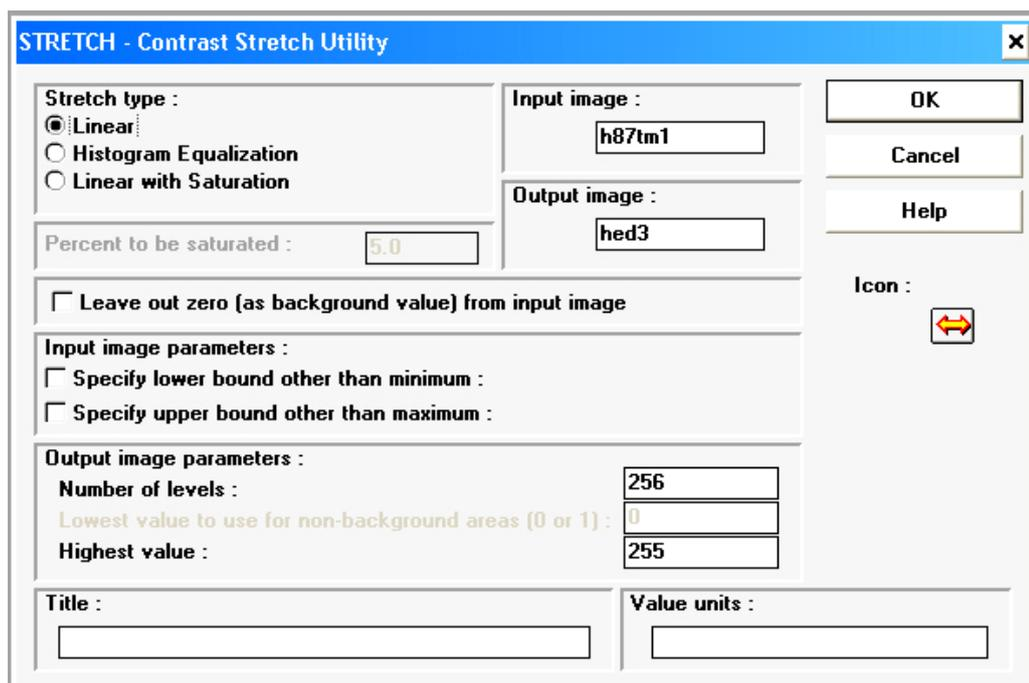 STRETCH - Contrast Stretch Utility
Stretch type :
Linear
Histogram Equalization
Linear with Saturation
Percent to be saturated : 5.0
Input image :
h87tm1
Output image :
hed3
OK
Cancel
Help
Icon :
Leave out zero (as background value) from input image
Input image parameters :
Specify lower bound other than minimum :
Specify upper bound other than maximum :
Output image parameters :
Number of levels : 256
Lowest value to use for non-background areas (0 or 1) : 0
Highest value : 255
Title :
Value units :